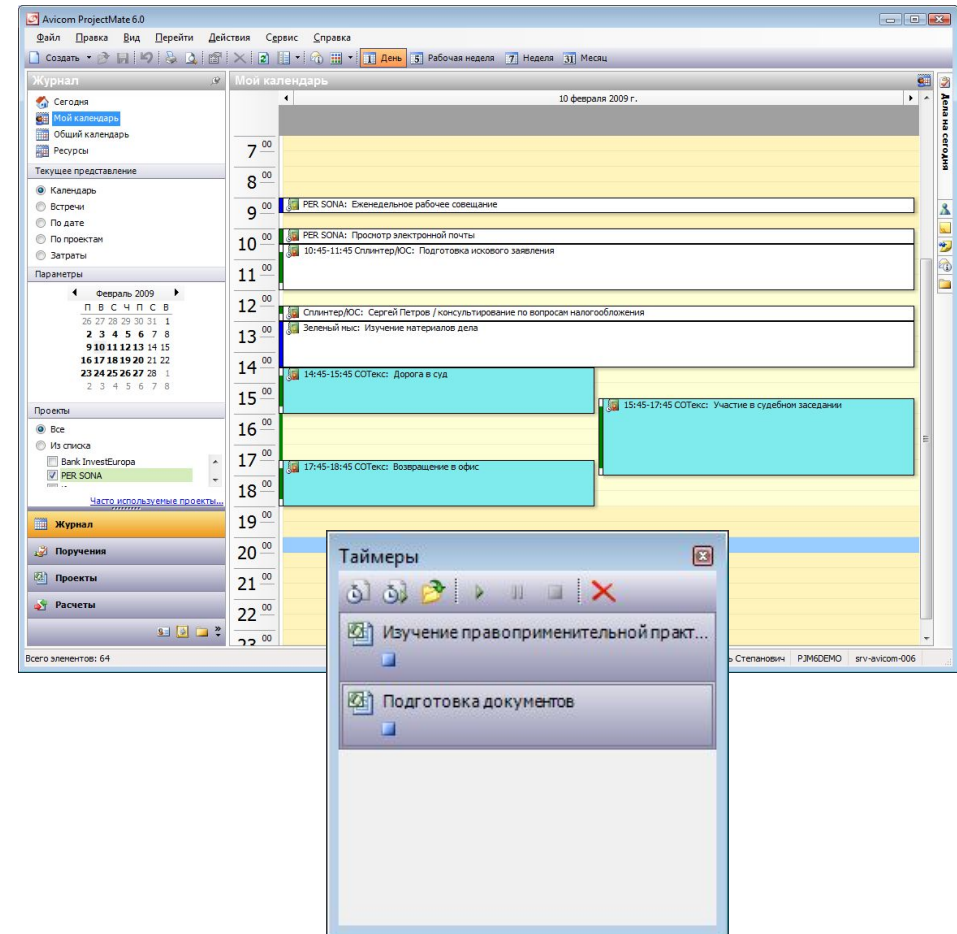 Avicom ProjectMate 6.0
Файл Правка Вид Перейти Действия Сервис Справка
Создать 2 1 День 5 Рабочая неделя 7 Неделя 31 Месяц
Журнал
Сегодня
Мой календарь
Общий календарь
Ресурсы
Текущее представление
Календарь
Встречи
По дате
По проектам
Затраты
Параметры
Февраль 2009
П В С Ч П С В
26 27 28 29 30 31 1
2 3 4 5 6 7 8
9 10 11 12 13 14 15
16 17 18 19 20 21 22
23 24 25 26 27 28 1
2 3 4 5 6 7 8
Проекты
Все
Из списка
Bank InvestEuropa
PER SONA
Часто используемые проекты...
Журнал
Поручения
Проекты
Расчеты
Мой календарь
10 февраля 2009 г.
7 00
8 00
9 00 PER SONA: Еженедельное рабочее совещание
10 00 PER SONA: Просмотр электронной почты
10:45-11:45 Сплинтер/ЮС: Подготовка искового заявления
11 00
12 00 Сплинтер/ЮС: Сергей Петров / консультирование по вопросам налогообложения
13 00 Зеленый мыс: Изучение материалов дела
14 00 14:45-15:45 СОТекс: Дорога в суд
15 00 15:45-17:45 СОТекс: Участие в судебном заседании
16 00
17 00 17:45-18:45 СОТекс: Возвращение в офис
18 00
19 00
20 00
21 00
22 00
23 00
Дела на сегодня
Таймеры
Изучение правоприменительной практ...
Подготовка документов
Всего элементов: 64
Степанович PJM6DEMO srv-avicom-006